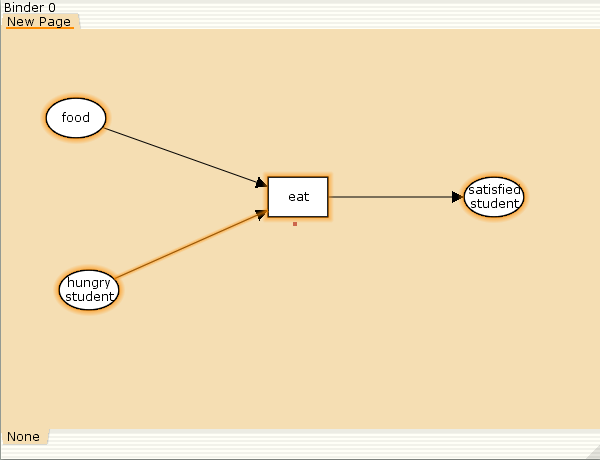 Binder 0
New Page
food
eat
satisfied
student
hungry
student
None